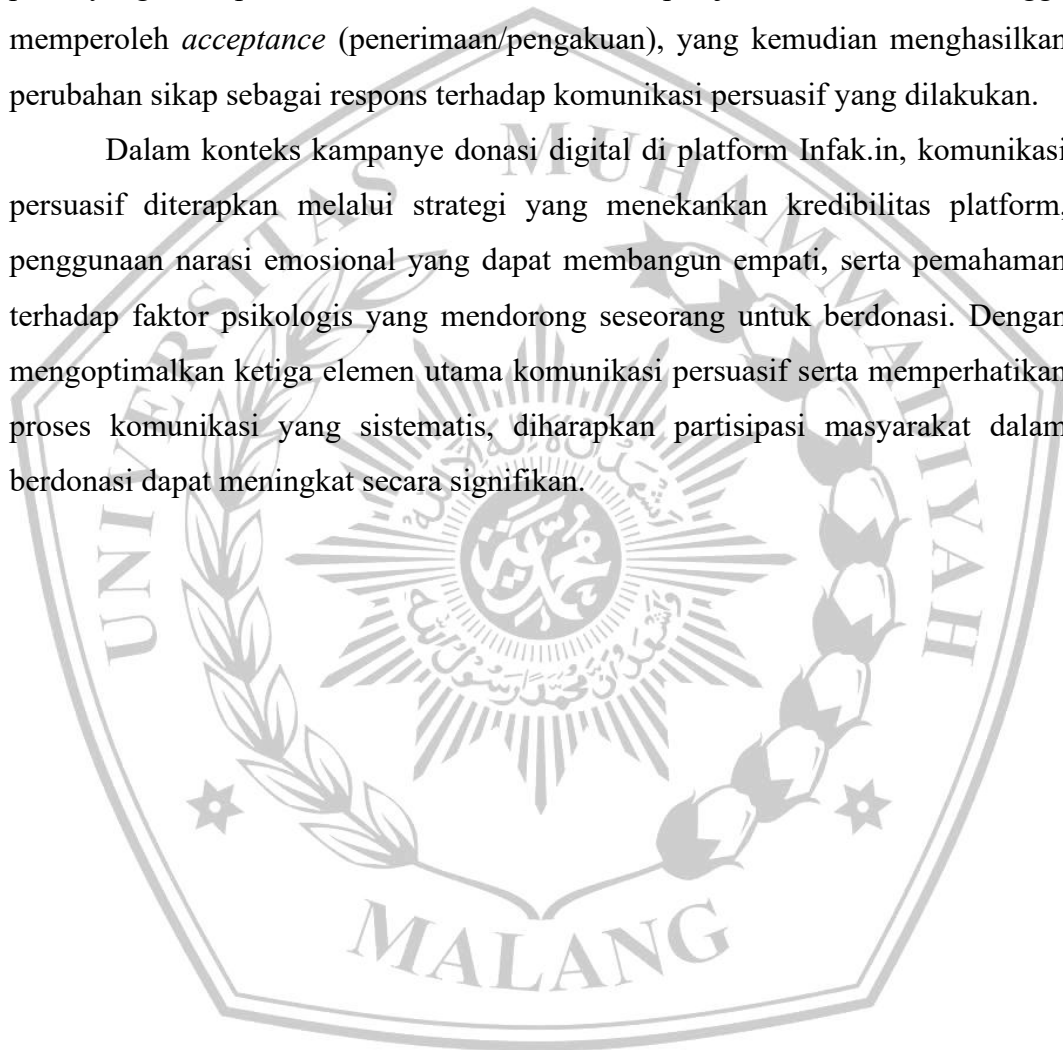 memperoleh acceptance (penerimaan/pengakuan), yang kemudian menghasilkan
perubahan sikap sebagai respons terhadap komunikasi persuasif yang dilakukan.
Dalam konteks kampanye donasi digital di platform Infak.in, komunikasi
persuasif diterapkan melalui strategi yang menekankan kredibilitas platform,
penggunaan narasi emosional yang dapat membangun empati, serta pemahaman
terhadap faktor psikologis yang mendorong seseorang untuk berdonasi. Dengan
mengoptimalkan ketiga elemen utama komunikasi persuasif serta memperhatikan
proses komunikasi yang sistematis, diharapkan partisipasi masyarakat dalam
berdonasi dapat meningkat secara signifikan.
UNIVERSITAS MUHAMMADIYAH
MALANG